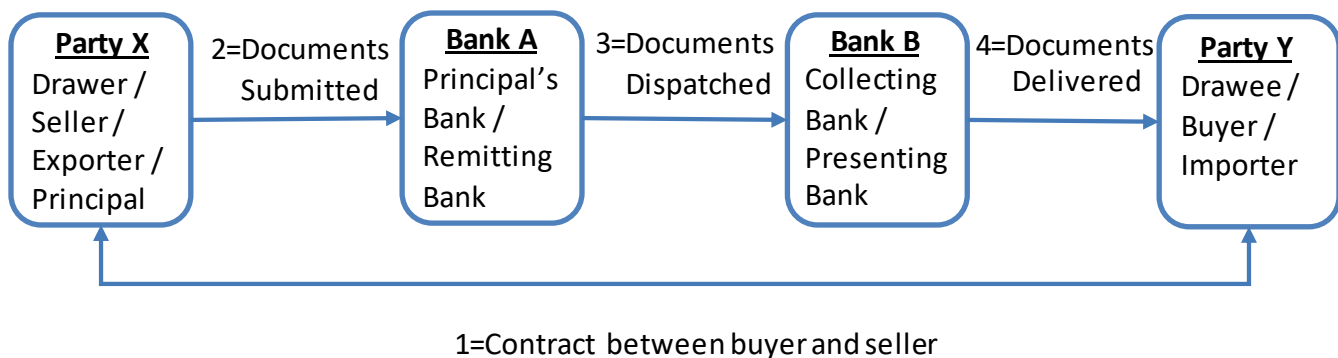 Party X
Drawer /
Seller /
Exporter /
Principal
2=Documents
Submitted
Bank A
Principal’s
Bank /
Remitting
Bank
3=Documents
Dispatched
Bank B
Collecting
Bank /
Presenting
Bank
4=Documents
Delivered
Party Y
Drawee /
Buyer /
Importer
1=Contract between buyer and seller